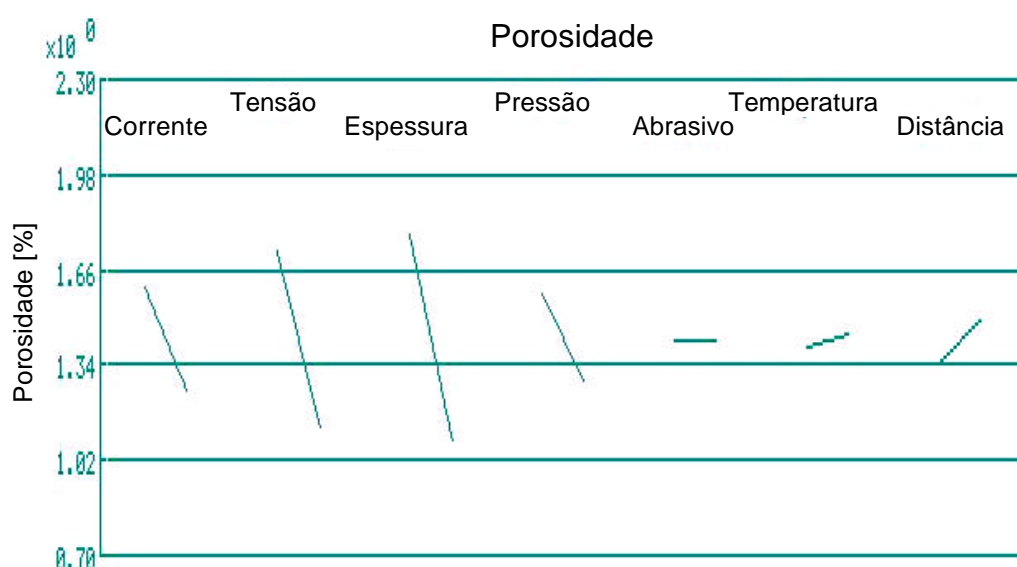 x10 0
Porosidade
2.30
Tensão Pressão Temperatura
Corrente Espessura Abrasivo Distância
1.98
Porosidade [%]
1.66
1.34
1.02
0.70